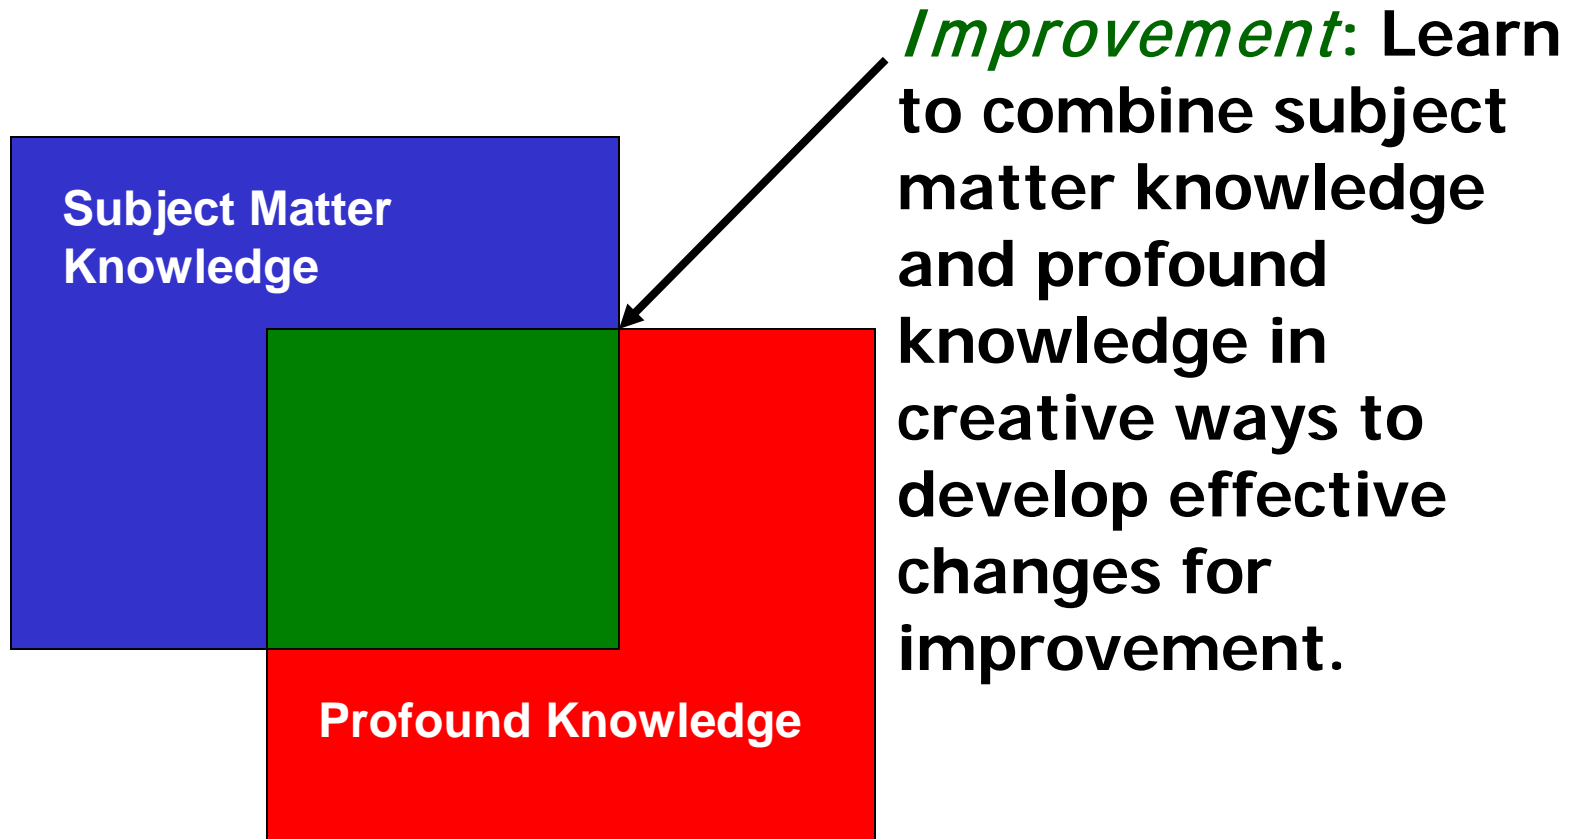 Improvement: Learn
to combine subject
matter knowledge
and profound
knowledge in
creative ways to
develop effective
changes for
improvement.
Subject Matter
Knowledge
Profound Knowledge